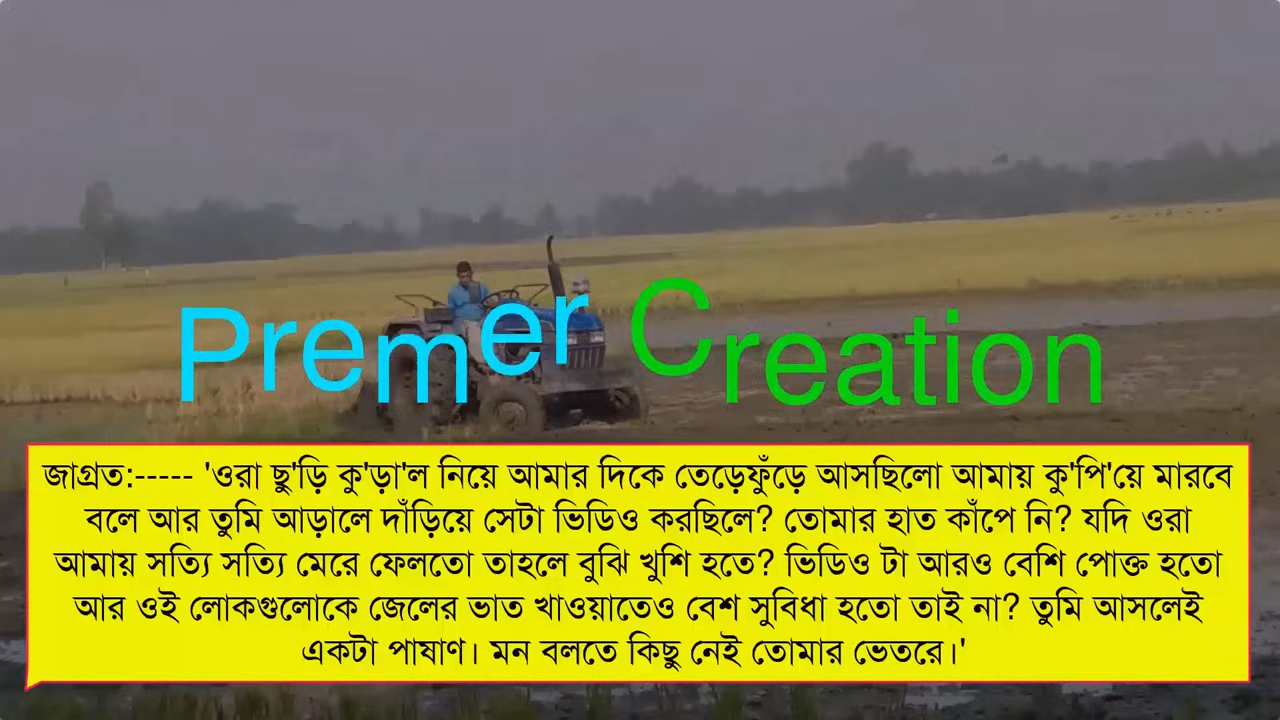 Premer Creation
জাগ্রত:----- 'ওরা ছু'ড়ি কু'ড়া'ল নিয়ে আমার দিকে তেড়েফুঁড়ে আসছিলো আমায় কু'পি'য়ে মারবে
বলে আর তুমি আড়ালে দাঁড়িয়ে সেটা ভিডিও করছিলে? তোমার হাত কাঁপে নি? যদি ওরা
আমায় সত্যি সত্যি মেরে ফেলতো তাহলে বুঝি খুশি হতে? ভিডিও টা আরও বেশি পোক্ত হতো
আর ওই লোকগুলোকে জেলের ভাত খাওয়াতেও বেশ সুবিধা হতো তাই না? তুমি আসলেই
একটা পাষাণ। মন বলতে কিছু নেই তোমার ভেতরে।'